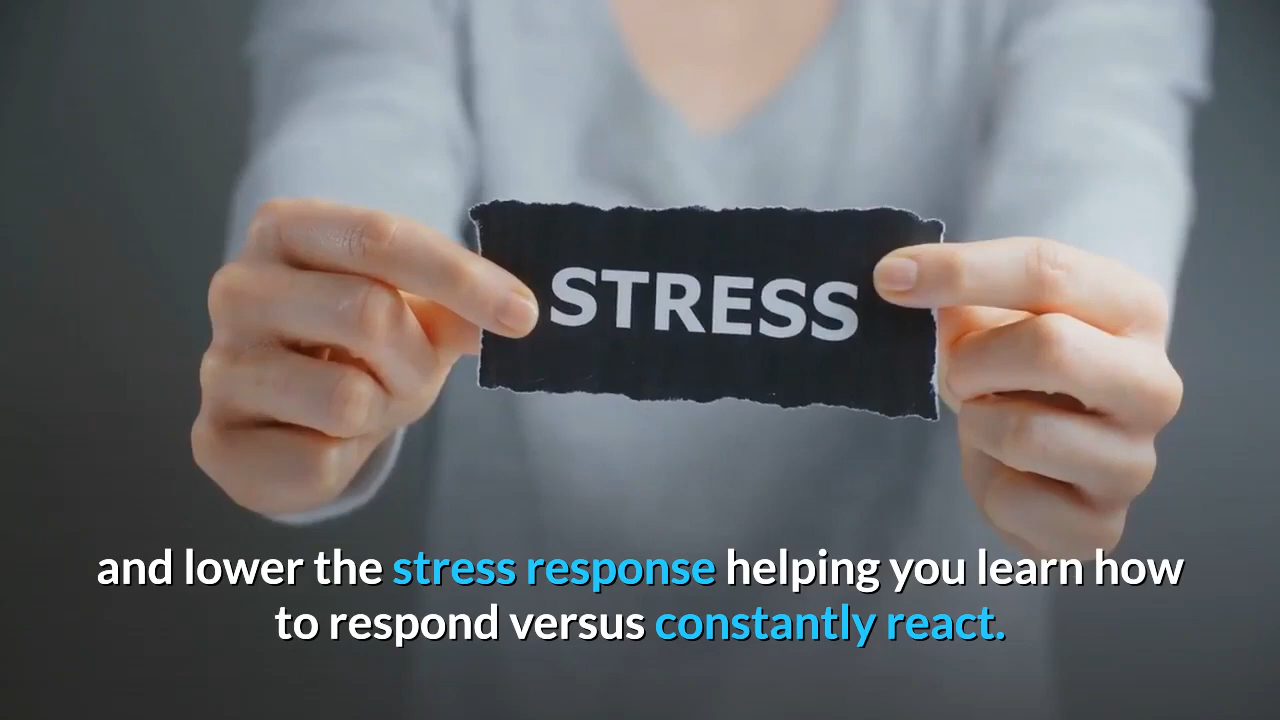 STRESS
and lower the stress response helping you learn how
to respond versus constantly react.